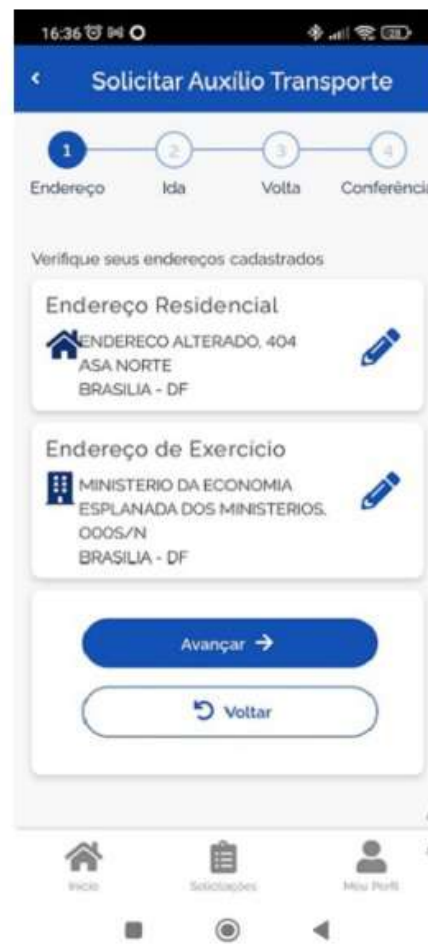 16:36
28
Solicitar Auxílio Transporte
1 2 3 4
Endereço Ida Volta Conferência
Verifique seus endereços cadastrados
Endereço Residencial
ENDERECO ALTERADO, 404
ASA NORTE
BRASILIA - DF
Endereço de Exercício
MINISTERIO DA ECONOMIA
ESPLANADA DOS MINISTERIOS,
000S/N
BRASILIA - DF
Avançar
Voltar
Início Solicitações Meu Perfil